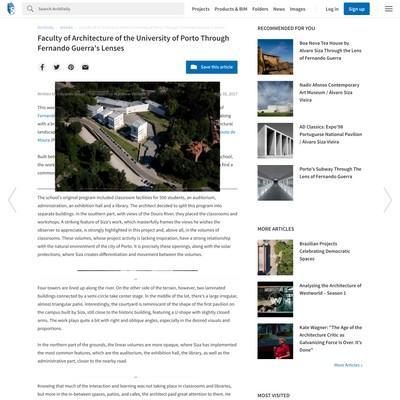 Search ArchDaily
Projects
Products & BIM
Folders
News
Images
Log in
Sign up
Faculty of Architecture of the University of Porto Through
Fernando Guerra's Lenses
Save this article
The school's original program included classroom facilities for 500 students, an auditorium,
administration, an exhibition hall and a library. The architect decided to split this program into
separate buildings. In the southern part, with views of the Douro River, they placed the classrooms and
workshops. A striking feature of Siza's work, which masterfully frames the views he wishes the
observer to appreciate, is strongly highlighted in this project and, above all, in the volumes of
classrooms. These volumes, whose project activity is lacking inspiration, have a strong relationship
with the natural environment of the city of Porto. It is precisely these openings, along with the solar
protections, where Siza creates differentiation and movement between the volumes.
Four towers are lined up along the river. On the other side of the terrain, however, two laminated
buildings connected by a semi-circle take center stage. In the middle of the lot, there's a large, irregular,
almost triangular patio. Interestingly, the courtyard is reminiscent of the shape of the first pavilion on
the campus built by Siza, still close to the historic building, featuring a U-shape with slightly closed
arms. The work plays quite a bit with right and oblique angles, especially in the desired visuals and
proportions.
In the northern part of the grounds, the linear volumes are more opaque, where Siza has implemented
the most common features, which are the auditorium, the exhibition hall, the library, as well as the
administrative part, closer to the nearby road.
Knowing that much of the interaction and learning was not taking place in classrooms and libraries,
but more in the in-between spaces, patios, and cafes, the architect paid great attention to them. He
RECOMMENDED FOR YOU
Boa Nova Tea House by
Alvaro Siza Through the Lens
of Fernando Guerra
Nadir Afonso Contemporary
Art Museum / Álvaro Siza
Vieira
AD Classics: Expo'98
Portuguese National Pavilion
/ Álvaro Siza Vieira
Porto's Subway Through The
Lens of Fernando Guerra
MORE ARTICLES
Brazilian Projects
Celebrating Democratic
Spaces
Analyzing the Architecture of
Westworld – Season 1
Kate Wagner: "The Age of the
Architecture Critic as
Galvanizing Force is Over. It's
Done"
More Articles »
MOST VISITED